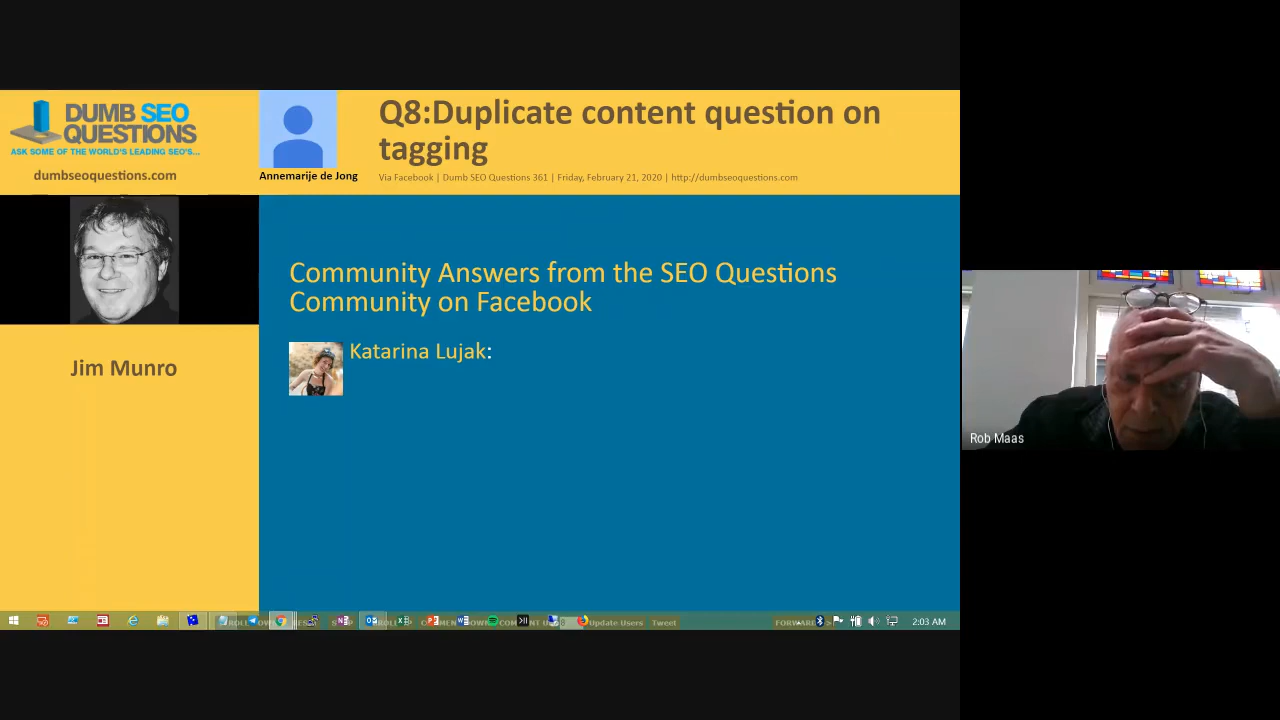 DUMB SEO
QUESTIONS
ASK SOME OF THE WORLD'S LEADING SEO'S...
dumbseoquestions.com
Annemarije de Jong
Q8:Duplicate content question on
tagging
Via Facebook | Dumb SEO Questions 361 | Friday, February 21, 2020 | http://dumbseoquestions.com
Jim Munro
Community Answers from the SEO Questions
Community on Facebook
Katarina Lujak:
Rob Maas
Update Users
Tweet
FORWARD
2:03 AM